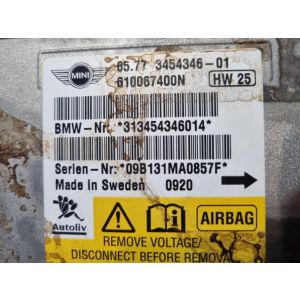 MINI
65.77 3454346-01
610067400N
HW 25
BMW-Nr. *313454346014*
Serien-Nr: *09B131MA0857F*
Made in Sweden 0920
Autoliv
AIRBAG
REMOVE VOLTAGE/
DISCONNECT BEFORE REMOVAL